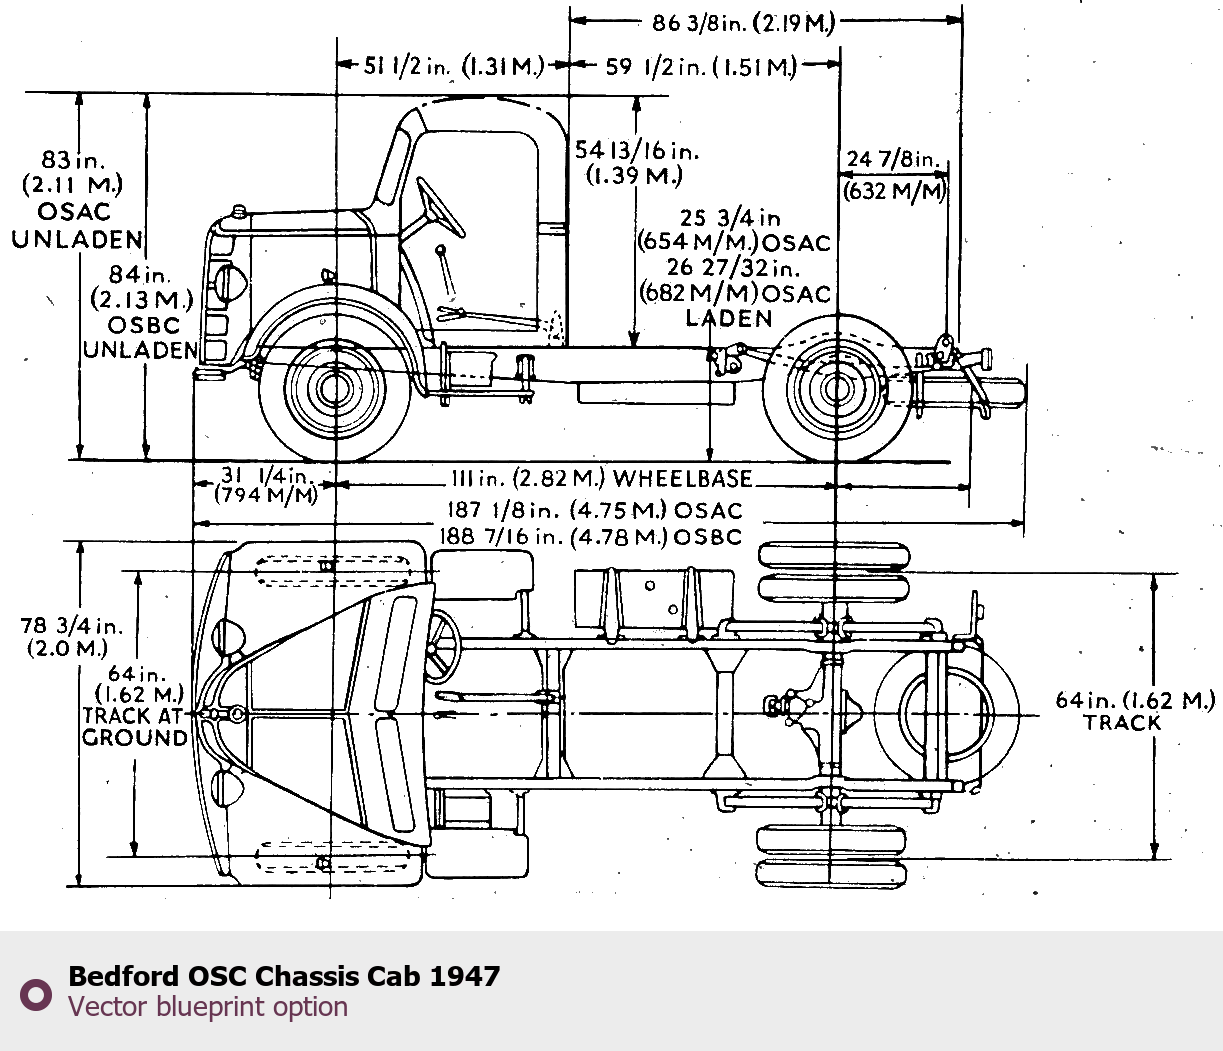 86 3/8in. (2.19 M.)
51 1/2 in. (1.31 M.)
59 1/2 in. (1.51 M.)
83 in.
(2.11 M.)
OSAC
UNLADEN
84 in.
(2.13 M.)
OSBC
UNLADEN
54 13/16 in.
(1.39 M.)
24 7/8in.
(632 M/M)
25 3/4 in
(654 M/M.) OSAC
26 27/32 in.
(682 M/M) OSAC
LADEN
31 1/4 in.
(794 M/M)
111 in. (2.82 M.) WHEELBASE
187 1/8 in. (4.75 M.) OSAC
188 7/16 in. (4.78 M.) OSBC
78 3/4 in.
(2.0 M.)
64 in.
(1.62 M.)
TRACK AT
GROUND
64 in. (1.62 M.)
TRACK
Bedford OSC Chassis Cab 1947
Vector blueprint option